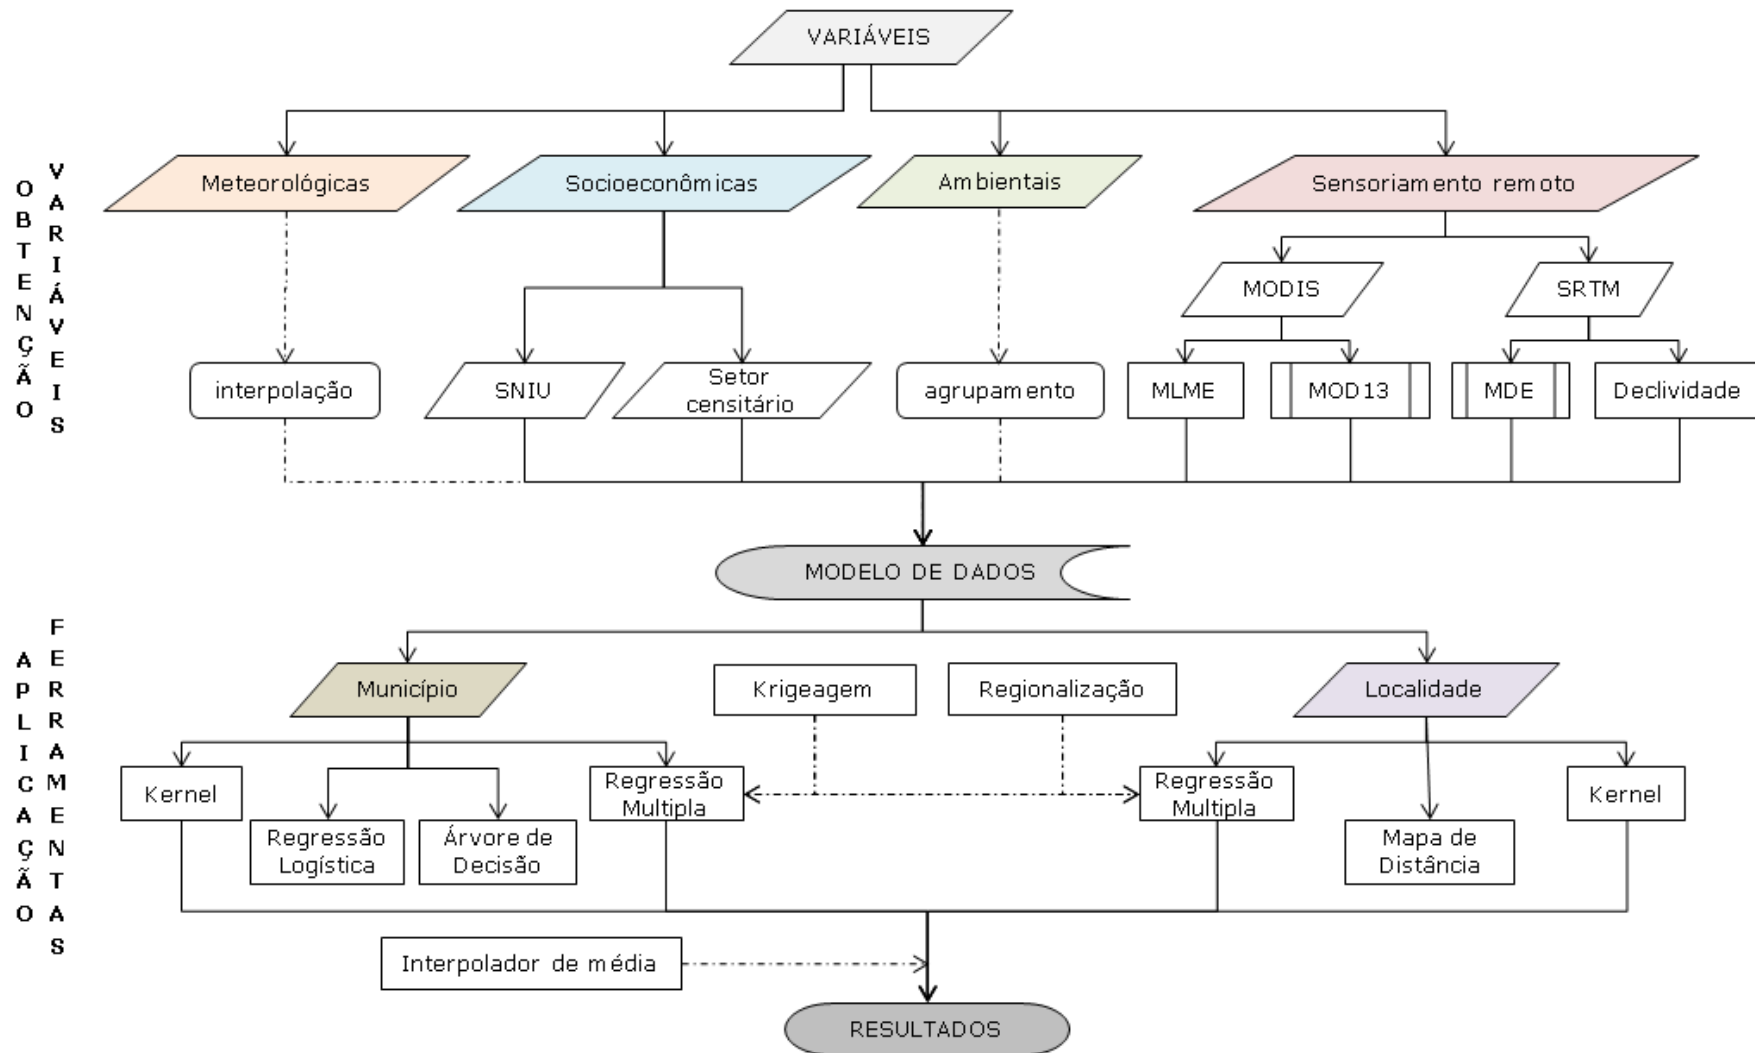 VARIÁVEIS
OBTENÇÃO
VARIÁVEIS
Meteorológicas
Socioeconômicas
Ambientais
Sensoriamento remoto
MODIS
SRTM
interpolação
SNIU
Setor
censitário
agrupamento
MLME
MOD13
MDE
Declividade
MODELO DE DADOS
APLICAÇÃO
FERRAMENTAS
Município
Krigeagem
Regionalização
Localidade
Kernel
Regressão
Logística
Árvore de
Decisão
Regressão
Multipla
Regressão
Multipla
Mapa de
Distância
Kernel
Interpolador de média
RESULTADOS